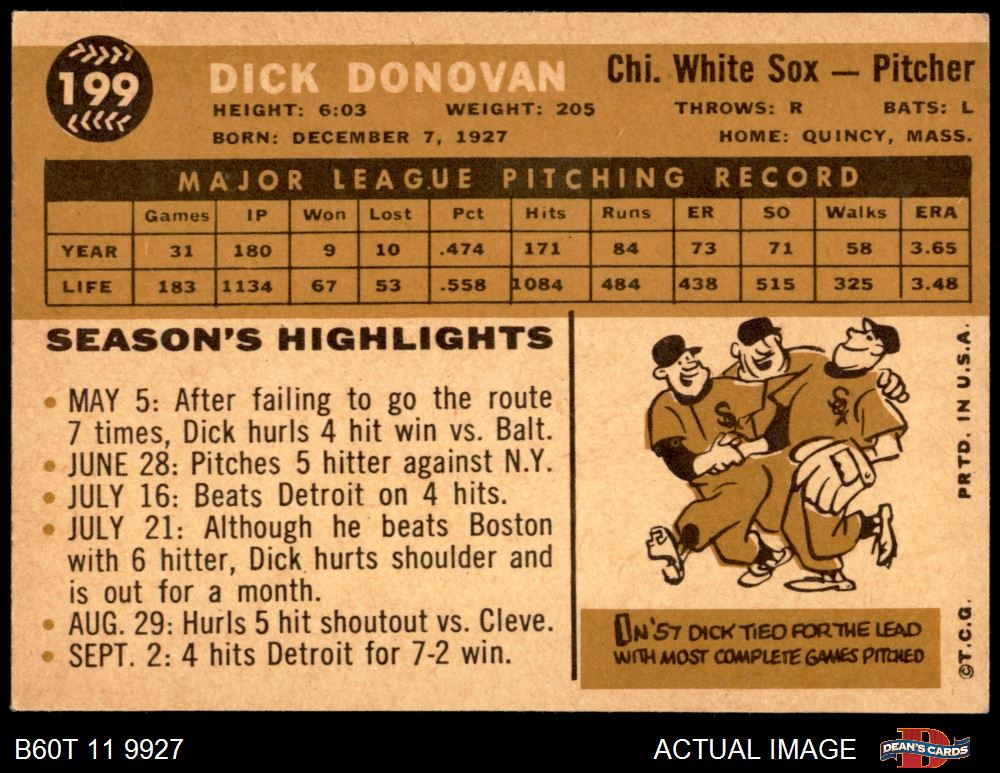 199
DICK DONOVAN
Chi. White Sox — Pitcher
HEIGHT: 6:03 WEIGHT: 205 THROWS: R BATS: L
BORN: DECEMBER 7, 1927 HOME: QUINCY, MASS.
MAJOR LEAGUE PITCHING RECORD
Games IP Won Lost Pct Hits Runs ER SO Walks ERA
YEAR 31 180 9 10 .474 171 84 73 71 58 3.65
LIFE 183 1134 67 53 .558 1084 484 438 515 325 3.48
SEASON'S HIGHLIGHTS
• MAY 5: After failing to go the route
7 times, Dick hurls 4 hit win vs. Balt.
• JUNE 28: Pitches 5 hitter against N.Y.
• JULY 16: Beats Detroit on 4 hits.
• JULY 21: Although he beats Boston
with 6 hitter, Dick hurts shoulder and
is out for a month.
• AUG. 29: Hurls 5 hit shoutout vs. Cleve.
• SEPT. 2: 4 hits Detroit for 7-2 win.
SOX
SOX
IN '57 DICK TIED FOR THE LEAD
WITH MOST COMPLETE GAMES PITCHED
PRTD. IN U.S.A.
©T.C.G.
B60T 11 9927
ACTUAL IMAGE
DEAN'S CARDS